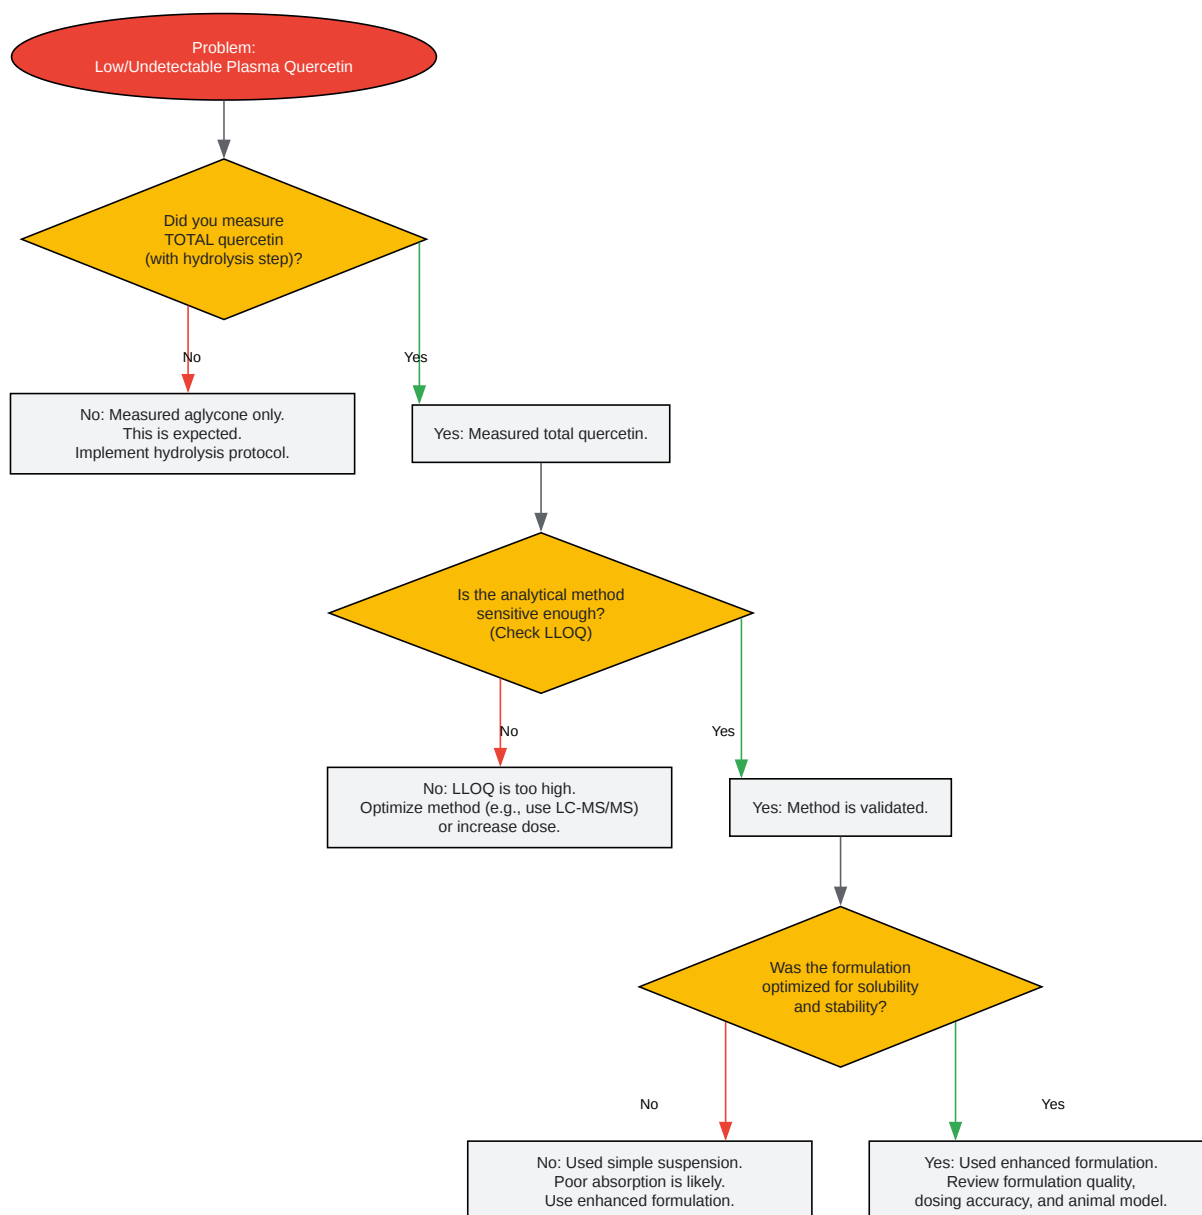 Problem:
Low/Undetectable Plasma Quercetin
Did you measure
TOTAL quercetin
(with hydrolysis step)?
No
Yes
No: Measured aglycone only.
This is expected.
Implement hydrolysis protocol.
Yes: Measured total quercetin.
Is the analytical method
sensitive enough?
(Check LLOQ)
No
Yes
No: LLOQ is too high.
Optimize method (e.g., use LC-MS/MS)
or increase dose.
Yes: Method is validated.
Was the formulation
optimized for solubility
and stability?
No
Yes
No: Used simple suspension.
Poor absorption is likely.
Use enhanced formulation.
Yes: Used enhanced formulation.
Review formulation quality,
dosing accuracy, and animal model.